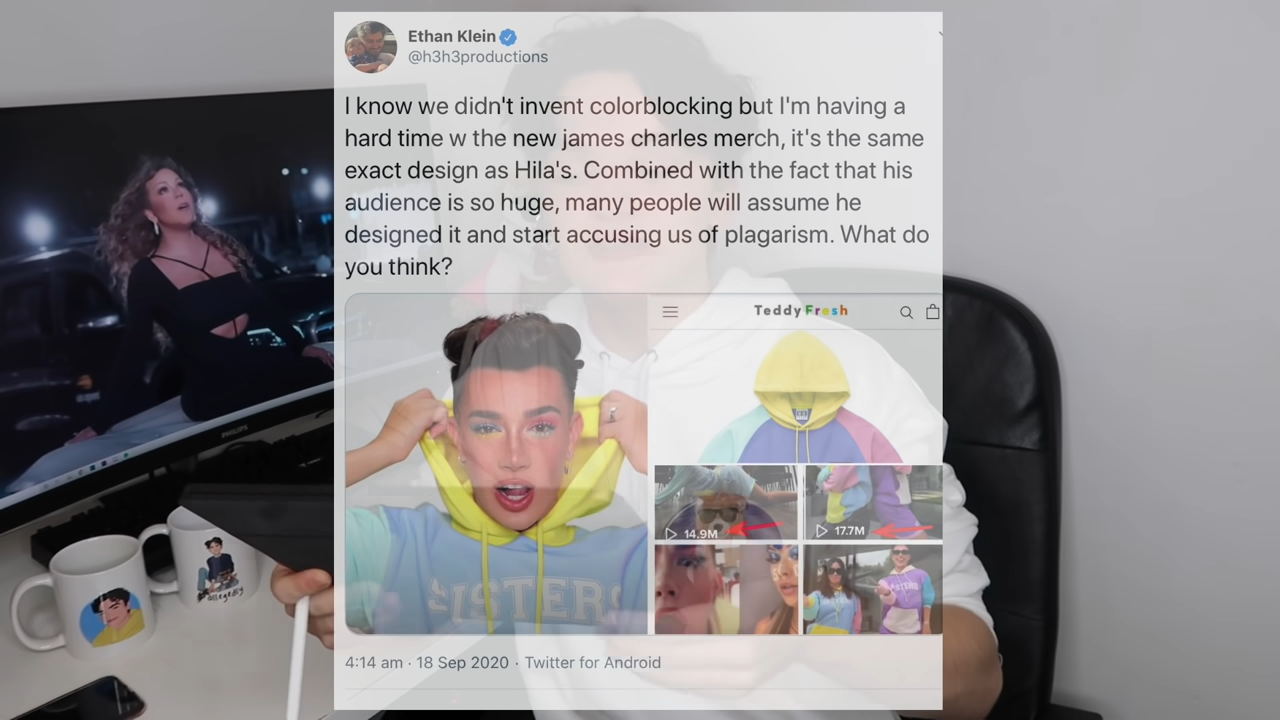 Ethan Klein
@h3h3productions
I know we didn't invent colorblocking but I'm having a
hard time w the new james charles merch, it's the same
exact design as Hila's. Combined with the fact that his
audience is so huge, many people will assume he
designed it and start accusing us of plagarism. What do
you think?
Teddy Fresh
SISTERS
14.9M
17.7M
SISTERS
4:14 am · 18 Sep 2020 · Twitter for Android
PHILIPS
allegedly